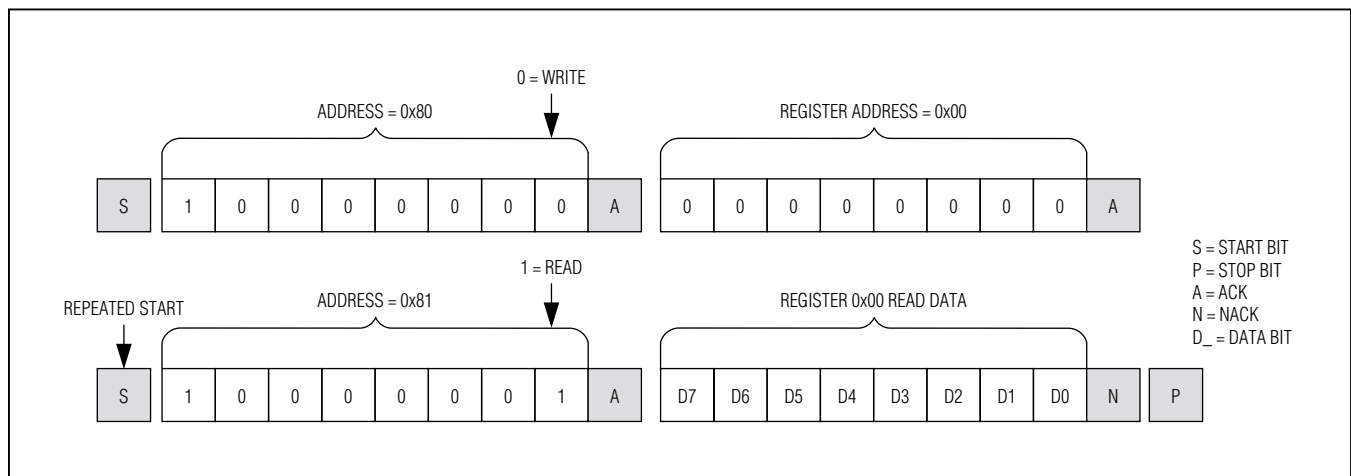 0 = WRITE
ADDRESS = 0x80
REGISTER ADDRESS = 0x00
S 1 0 0 0 0 0 0 0 A 0 0 0 0 0 0 0 0 A
S = START BIT
P = STOP BIT
A = ACK
N = NACK
D_ = DATA BIT
1 = READ
REPEATED START
ADDRESS = 0x81
REGISTER 0x00 READ DATA
S 1 0 0 0 0 0 0 1 A D7 D6 D5 D4 D3 D2 D1 D0 N P